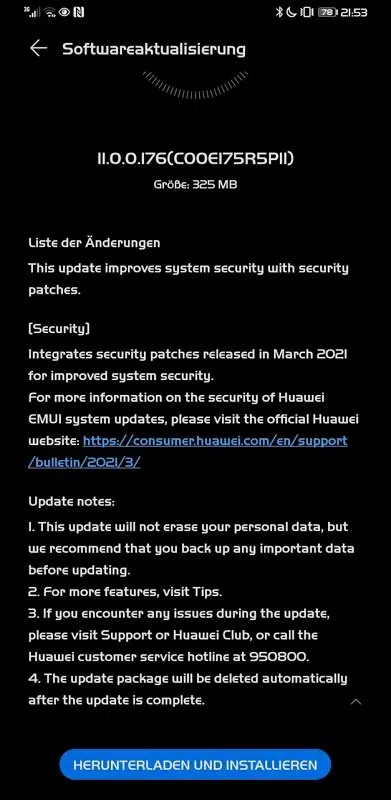 3G 78 21:53
Softwareaktualisierung
11.0.0.176(C00E175R5P11)
Größe: 325 MB
Liste der Änderungen
This update improves system security with security
patches.
[Security]
Integrates security patches released in March 2021
for improved system security.
For more information on the security of Huawei
EMUI system updates, please visit the official Huawei
website: https://consumer.huawei.com/en/support
/bulletin/2021/3/
Update notes:
1. This update will not erase your personal data, but
we recommend that you back up any important data
before updating.
2. For more features, visit Tips.
3. If you encounter any issues during the update,
please visit Support or Huawei Club, or call the
Huawei customer service hotline at 950800.
4. The update package will be deleted automatically
after the update is complete.
HERUNTERLADEN UND INSTALLIEREN